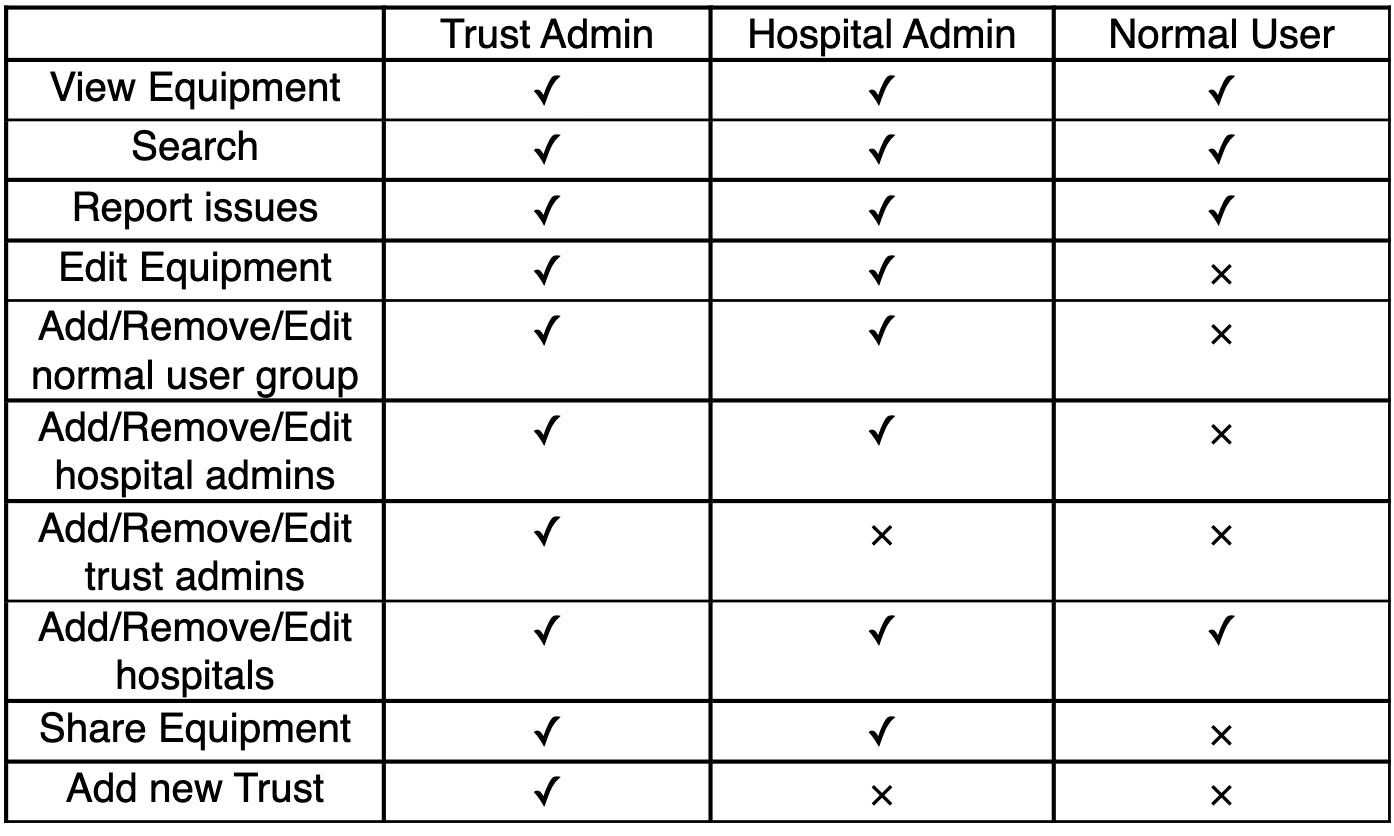 Trust Admin Hospital Admin Normal User
View Equipment ✓ ✓ ✓
Search ✓ ✓ ✓
Report issues ✓ ✓ ✓
Edit Equipment ✓ ✓ ×
Add/Remove/Edit ✓ ✓ ×
normal user group
Add/Remove/Edit ✓ ✓ ×
hospital admins
Add/Remove/Edit ✓ × ×
trust admins
Add/Remove/Edit ✓ ✓ ✓
hospitals
Share Equipment ✓ ✓ ×
Add new Trust ✓ × ×